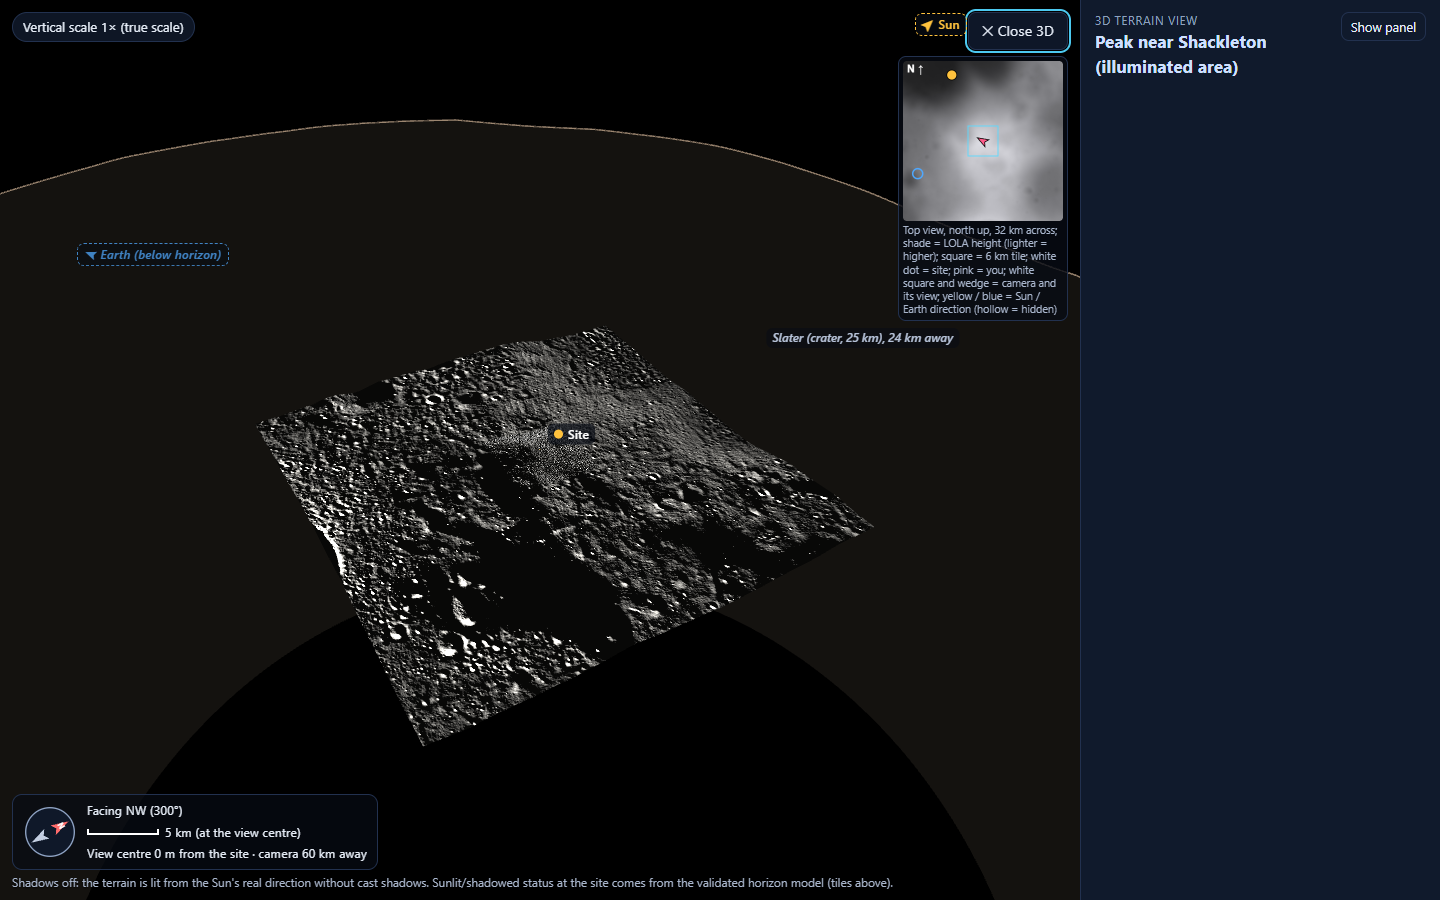 Vertical scale 1× (true scale)
Sun
Close 3D
3D TERRAIN VIEW
Peak near Shackleton
(illuminated area)
Show panel
N ↑
Top view, north up, 32 km across;
shade = LOLA height (lighter =
higher); square = 6 km tile; white
dot = site; pink = you; white
square and wedge = camera and
its view; yellow / blue = Sun /
Earth direction (hollow = hidden)
Earth (below horizon)
Slater (crater, 25 km), 24 km away
Site
Facing NW (300°)
5 km (at the view centre)
View centre 0 m from the site · camera 60 km away
Shadows off: the terrain is lit from the Sun's real direction without cast shadows. Sunlit/shadowed status at the site comes from the validated horizon model (tiles above).